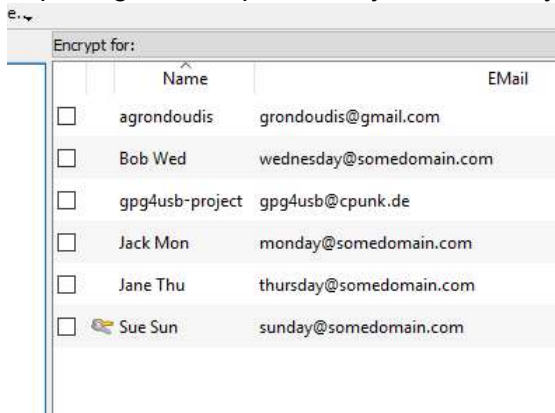 e.
Encrypt for:
Name EMail
agrondoudis grondoudis@gmail.com
Bob Wed wednesday@somedomain.com
gpg4usb-project gpg4usb@cpunk.de
Jack Mon monday@somedomain.com
Jane Thu thursday@somedomain.com
Sue Sun sunday@somedomain.com